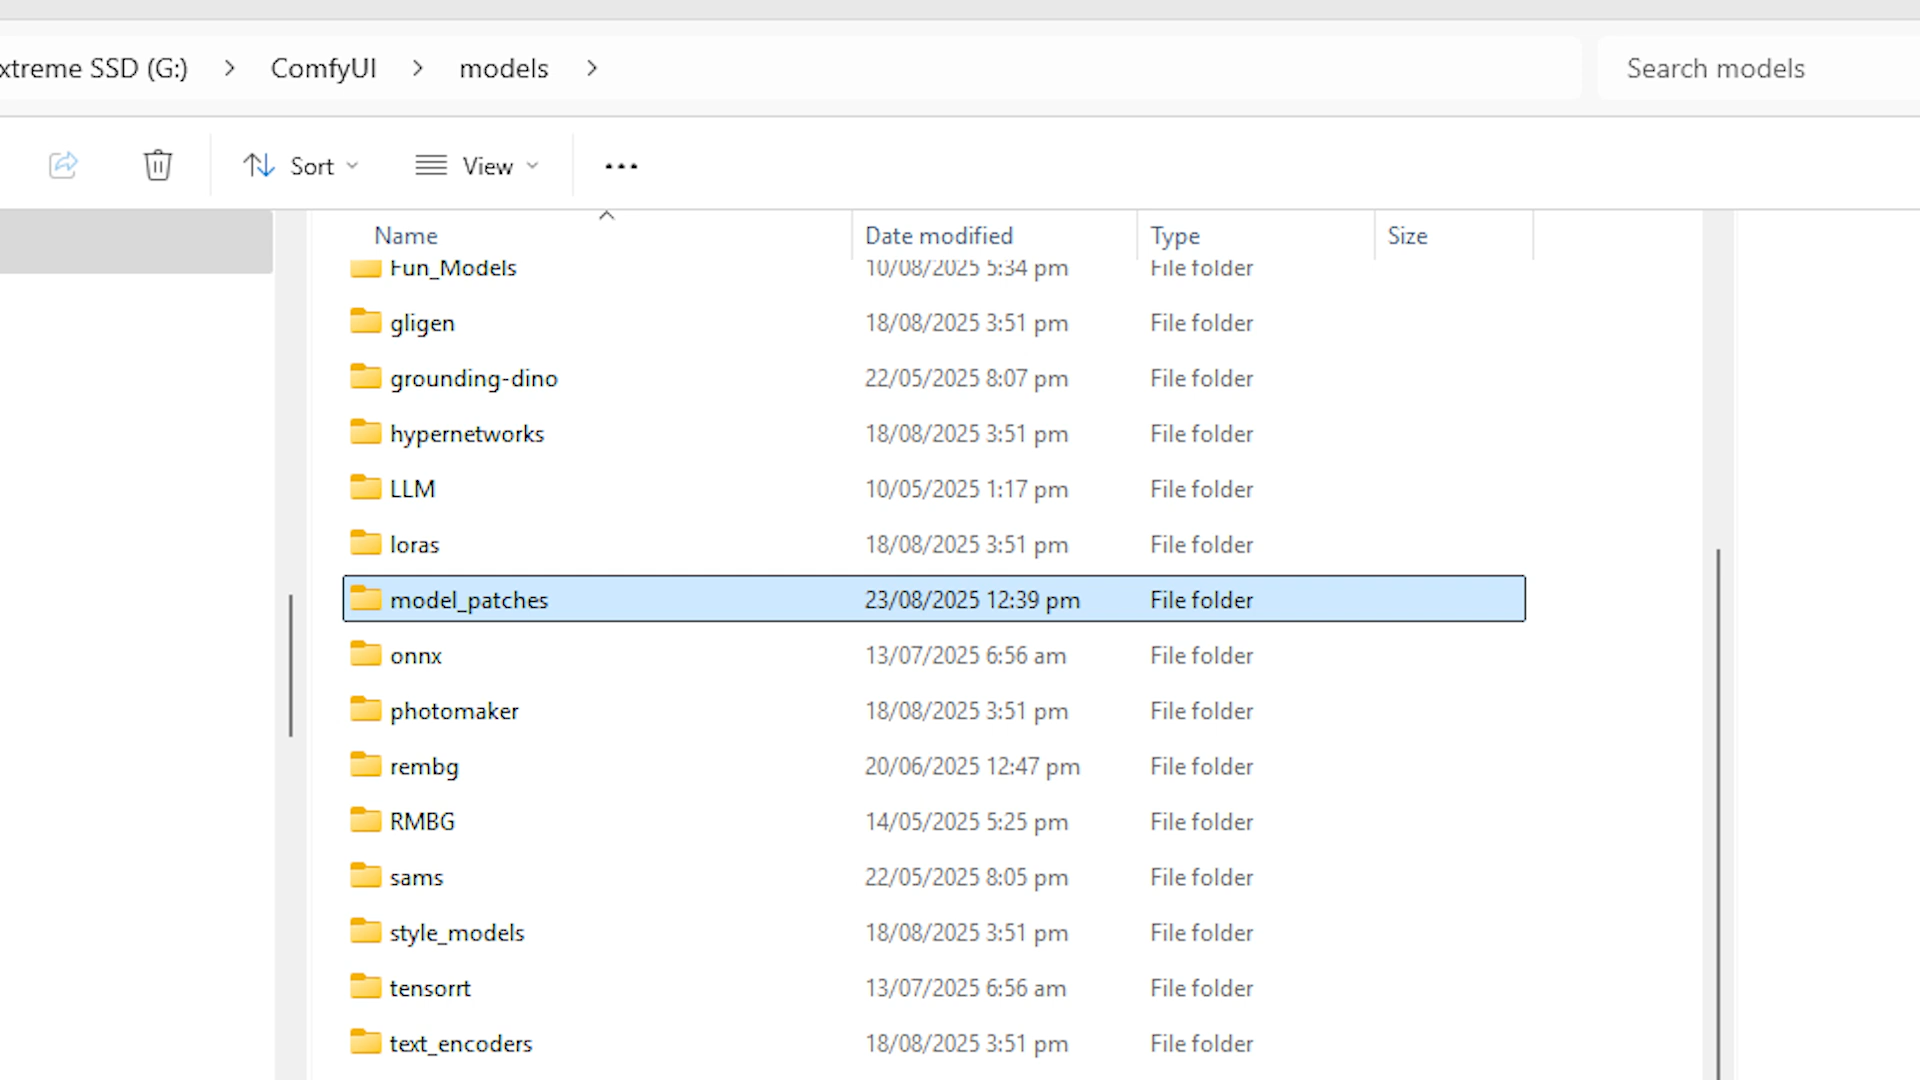 xtreme SSD (G:) > ComfyUI > models > Search models
Sort View ...
Name Date modified Type Size
Fun_Models 10/08/2025 5:34 pm File folder
gligen 18/08/2025 3:51 pm File folder
grounding-dino 22/05/2025 8:07 pm File folder
hypernetworks 18/08/2025 3:51 pm File folder
LLM 10/05/2025 1:17 pm File folder
loras 18/08/2025 3:51 pm File folder
model_patches 23/08/2025 12:39 pm File folder
onnx 13/07/2025 6:56 am File folder
photomaker 18/08/2025 3:51 pm File folder
rembg 20/06/2025 12:47 pm File folder
RMBG 14/05/2025 5:25 pm File folder
sams 22/05/2025 8:05 pm File folder
style_models 18/08/2025 3:51 pm File folder
tensorrt 13/07/2025 6:56 am File folder
text_encoders 18/08/2025 3:51 pm File folder